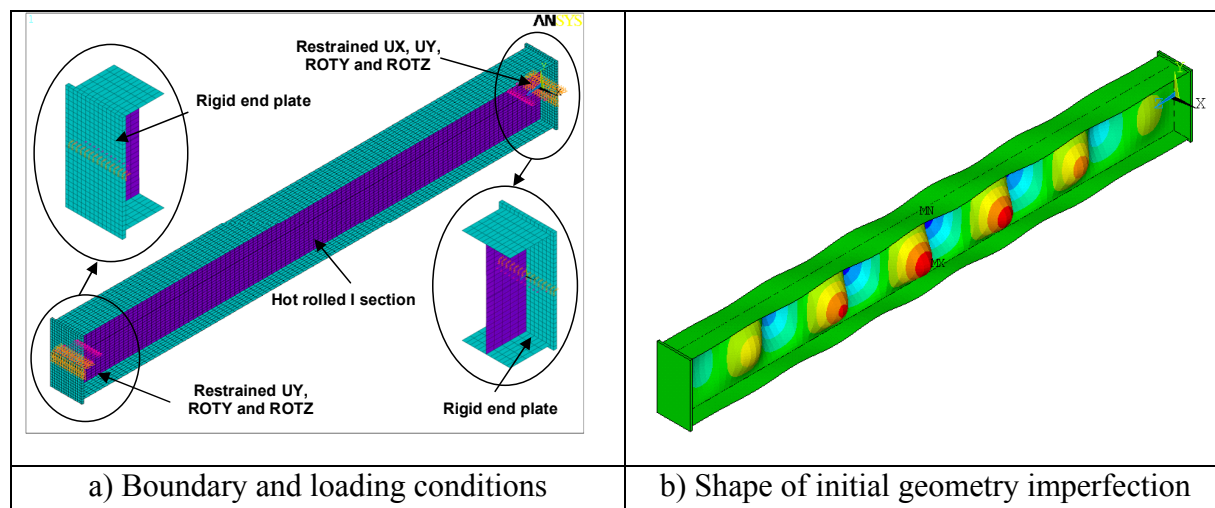 1
ANSYS
Restrained UX, UY,
ROTY and ROTZ
Rigid end plate
Hot rolled I section
Restrained UY,
ROTY and ROTZ
Rigid end plate
Y
X
Z
MN
MX
a) Boundary and loading conditions
b) Shape of initial geometry imperfection